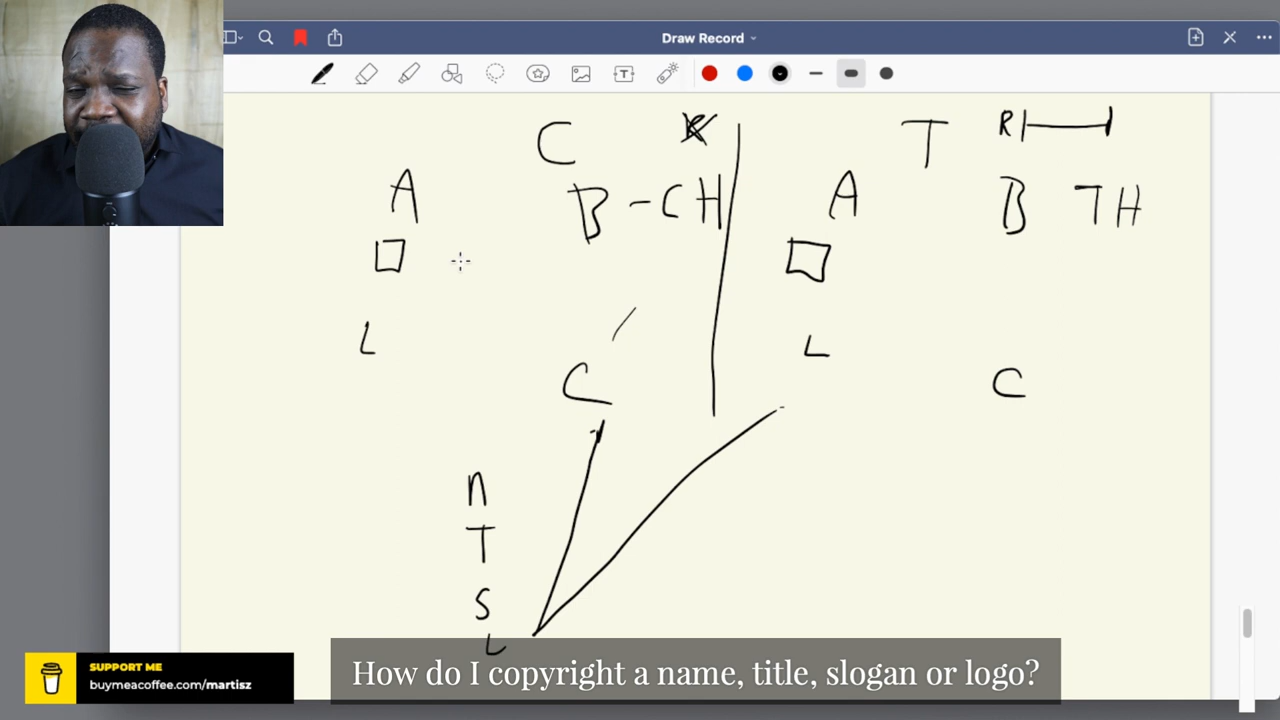 Draw Record
C
T
R
A
B - CH
A
B
TH
L
L
C
C
n
T
S
L
SUPPORT ME
buymeacoffee.com/martisz
How do I copyright a name, title, slogan or logo?